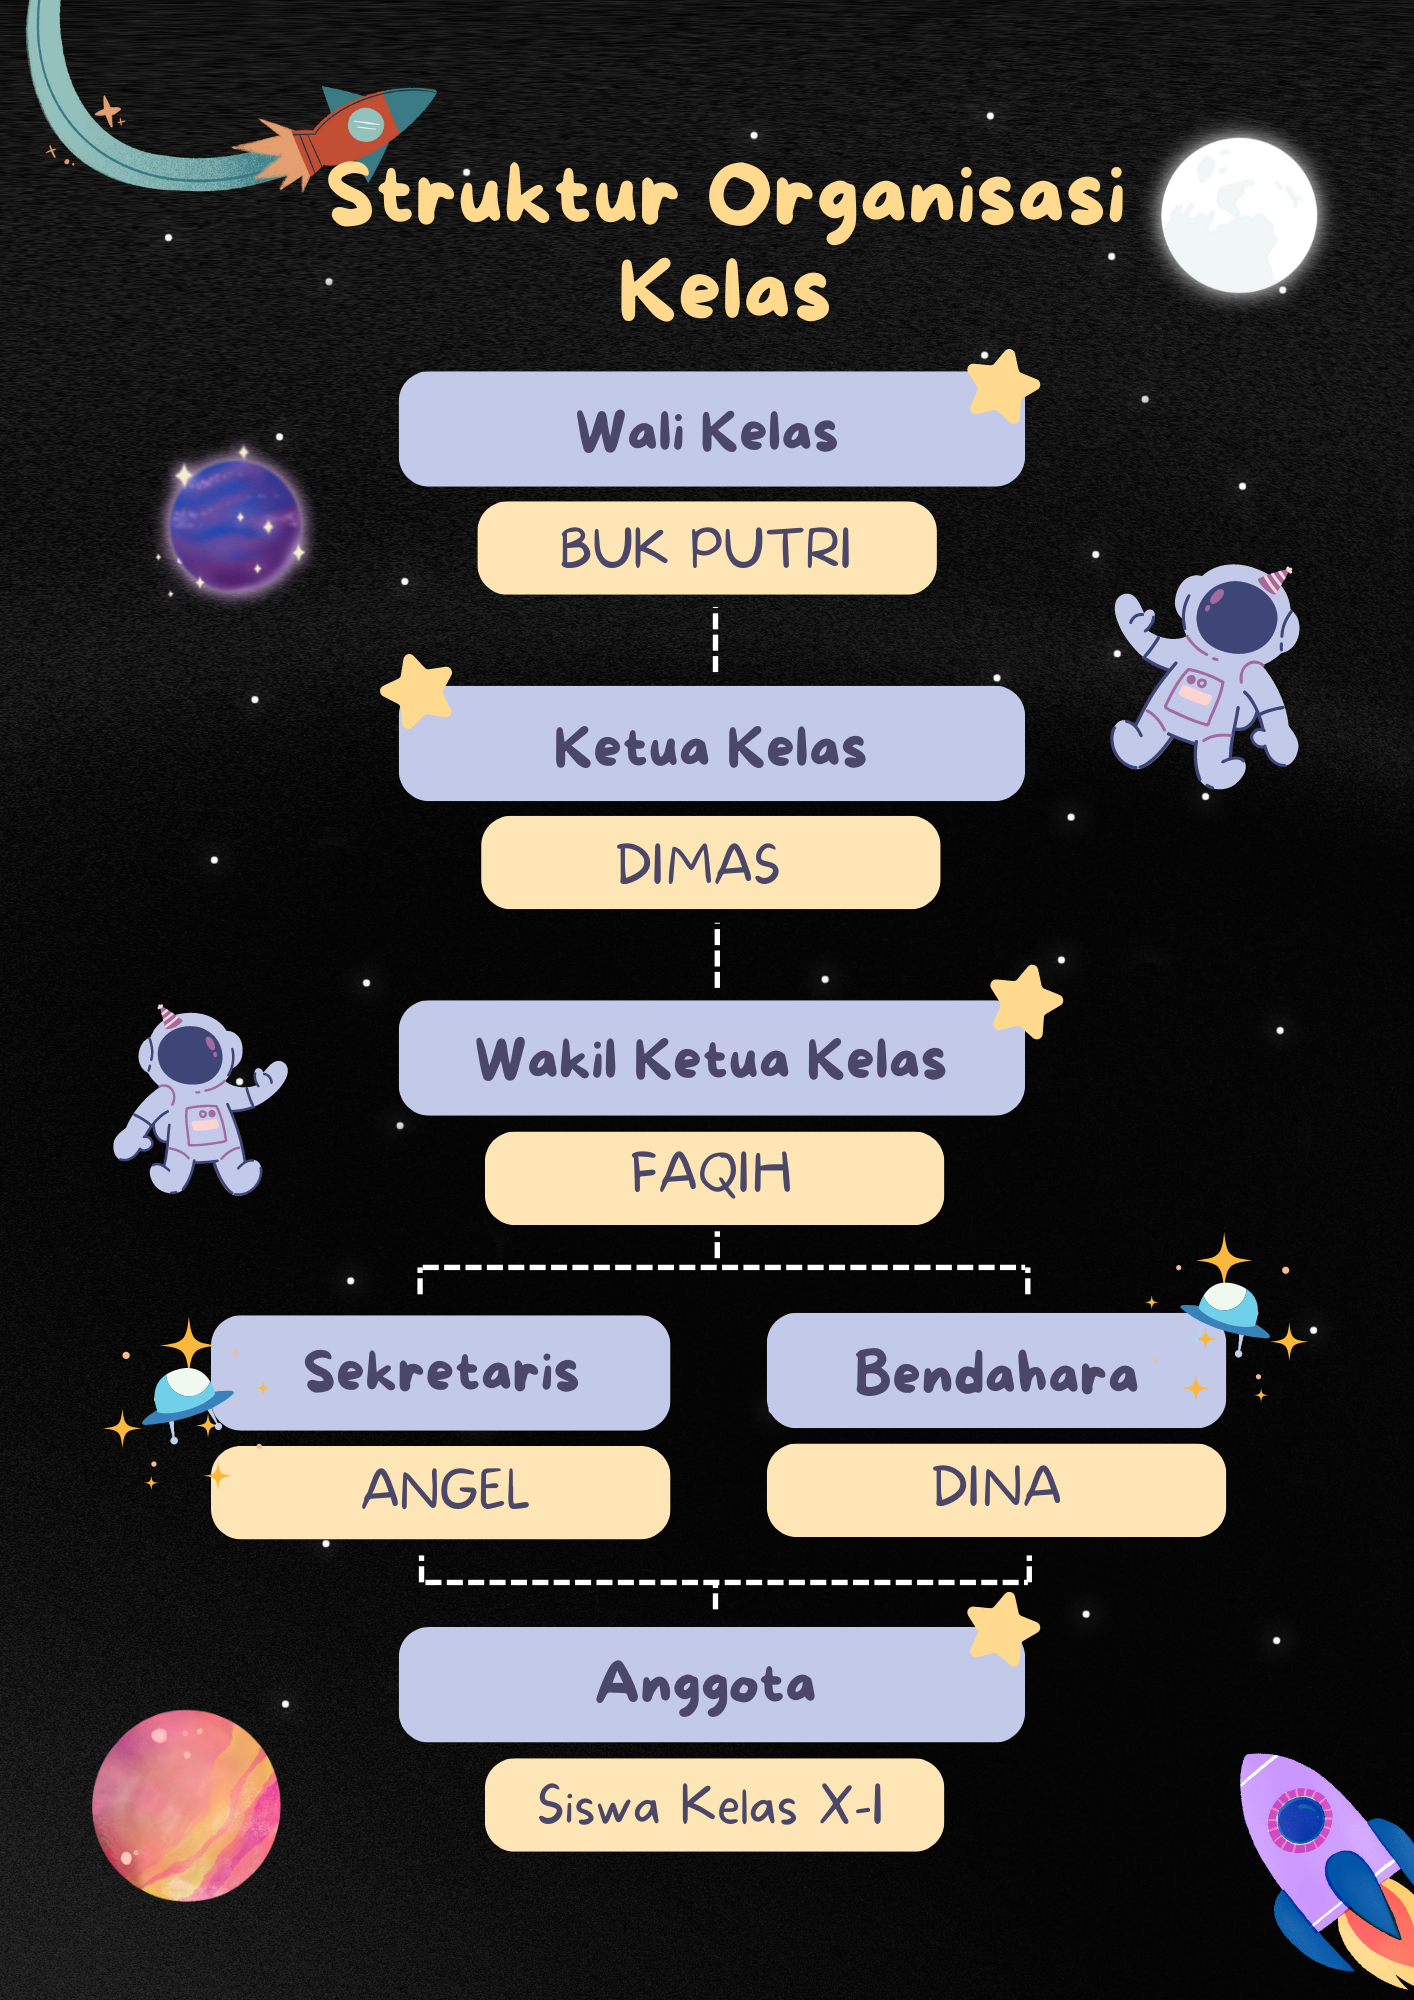 Struktur Organisasi
Kelas
Wali Kelas
BUK PUTRI
Ketua Kelas
DIMAS
Wakil Ketua Kelas
FAQIH
Sekretaris
Bendahara
ANGEL
DINA
Anggota
Siswa Kelas X-1